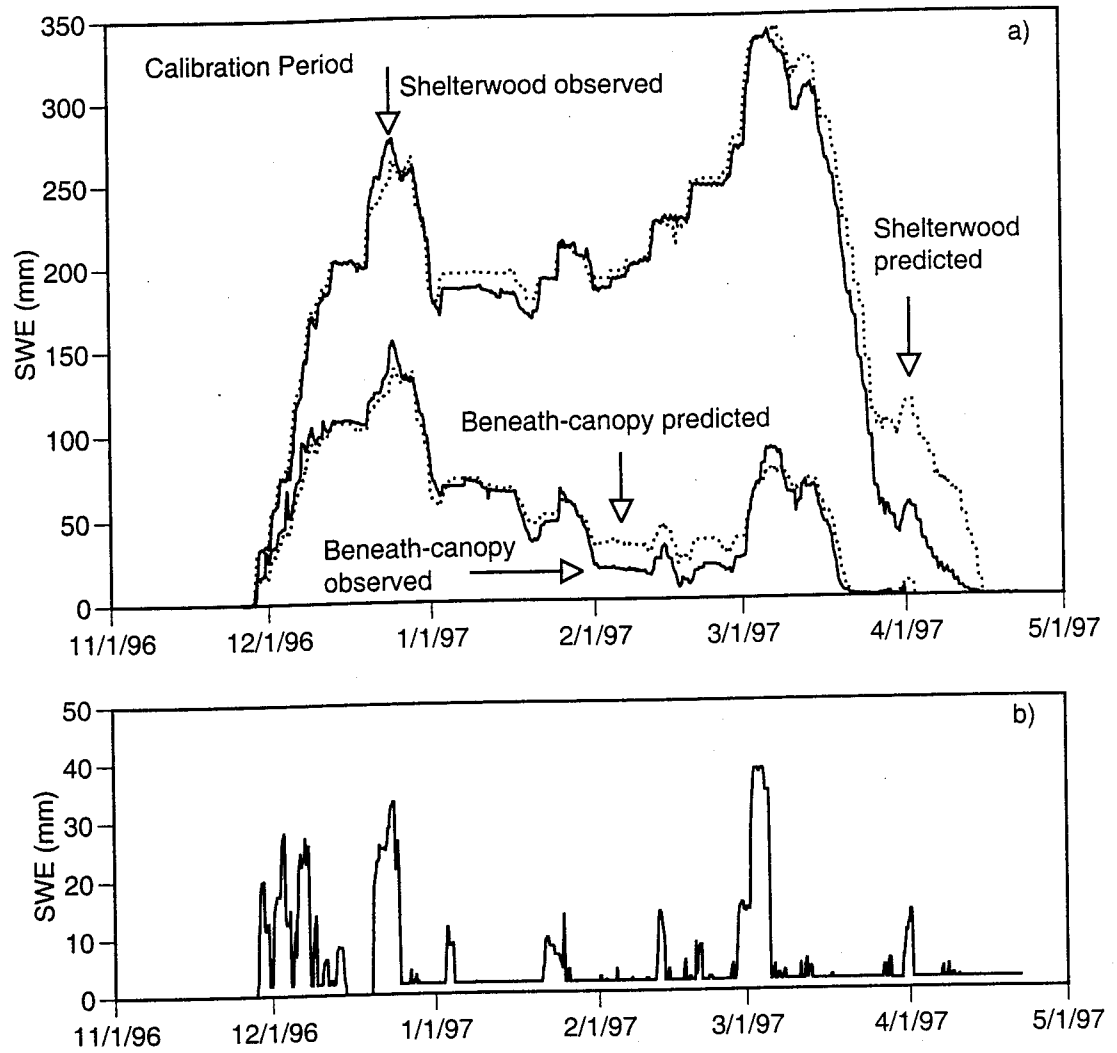 350
300
250
200
150
100
50
0
SWE (mm)
a)
Calibration Period
Shelterwood observed
Shelterwood
predicted
Beneath-canopy predicted
Beneath-canopy
observed
11/1/96
12/1/96
1/1/97
2/1/97
3/1/97
4/1/97
5/1/97
50
40
30
20
10
0
SWE (mm)
b)
11/1/96
12/1/96
1/1/97
2/1/97
3/1/97
4/1/97
5/1/97